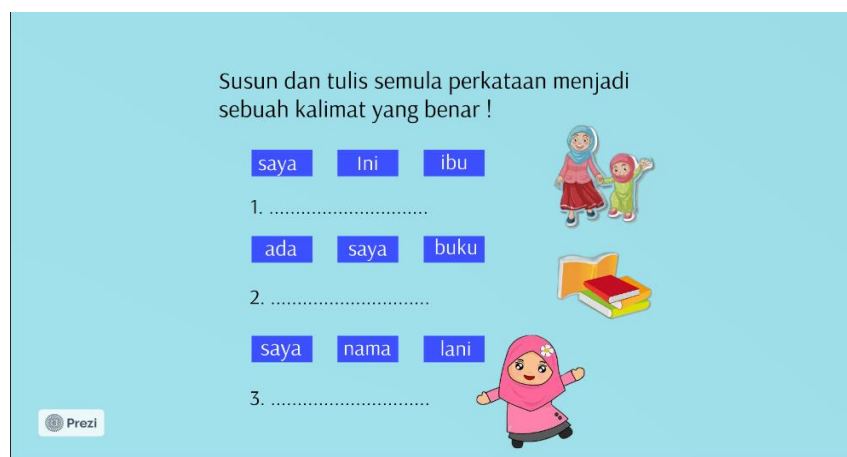 Susun dan tulis semula perkataan menjadi
sebuah kalimat yang benar !
saya Ini ibu
1. .............................
ada saya buku
2. .............................
saya nama lani
3. .............................
Prezi